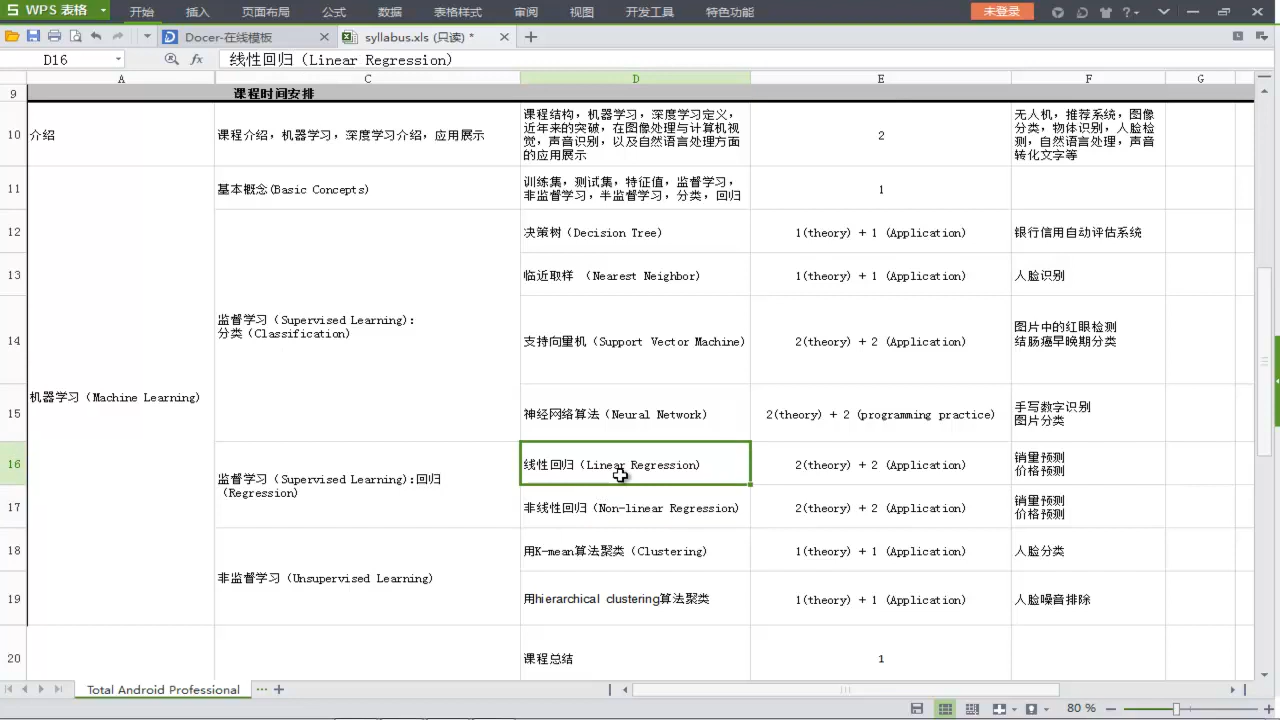 S WPS 表格 开始 插入 页面布局 公式 数据 表格样式 审阅 视图 开发工具 特色功能 未登录
Docer-在线模板 syllabus.xls (只读) *
D16 fx 线性回归（Linear Regression）
A C D E F G
9 课程时间安排
10 介绍 课程介绍，机器学习，深度学习介绍，应用展示
课程结构，机器学习，深度学习定义，
近年来的突破，在图像处理与计算机视
觉，声音识别，以及自然语言处理方面
的应用展示
2
无人机，推荐系统，图像
分类，物体识别，人脸检
测，自然语言处理，声音
转化文字等
机器学习（Machine Learning）
11 基本概念(Basic Concepts)
训练集，测试集，特征值，监督学习，
非监督学习，半监督学习，分类，回归
1
监督学习（Supervised Learning）：
分类（Classification）
12 决策树（Decision Tree） 1(theory) + 1 (Application) 银行信用自动评估系统
13 临近取样 （Nearest Neighbor） 1(theory) + 1 (Application) 人脸识别
14 支持向量机（Support Vector Machine） 2(theory) + 2 (Application)
图片中的红眼检测
结肠癌早晚期分类
15 神经网络算法（Neural Network） 2(theory) + 2 (programming practice)
手写数字识别
图片分类
监督学习（Supervised Learning）:回归
（Regression）
16 线性回归（Linear Regression） 2(theory) + 2 (Application)
销量预测
价格预测
17 非线性回归（Non-linear Regression） 2(theory) + 2 (Application)
销量预测
价格预测
非监督学习（Unsupervised Learning）
18 用K-mean算法聚类（Clustering） 1(theory) + 1 (Application) 人脸分类
19 用hierarchical clustering算法聚类 1(theory) + 1 (Application) 人脸噪音排除
20 课程总结 1
Total Android Professional ···
80 %